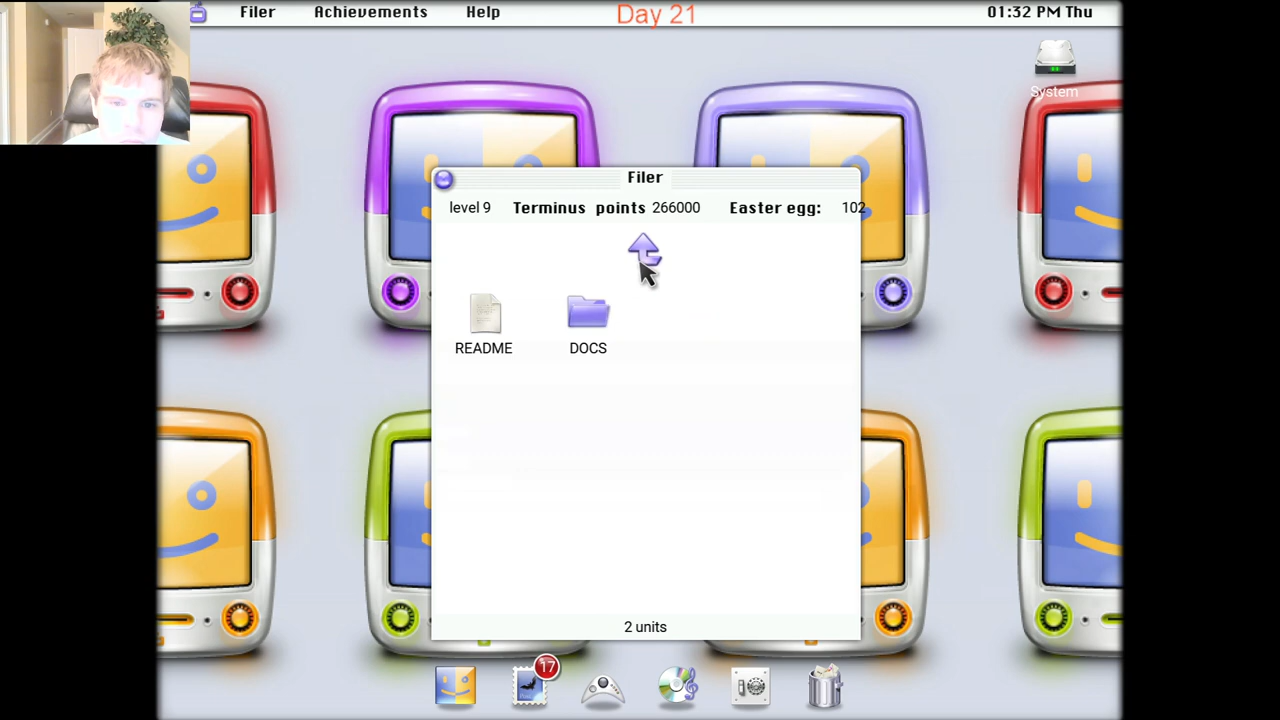 Filer Achievements Help Day 21 01:32 PM Thu
System
Filer
level 9 Terminus points 266000 Easter egg: 102
README DOCS
2 units
17